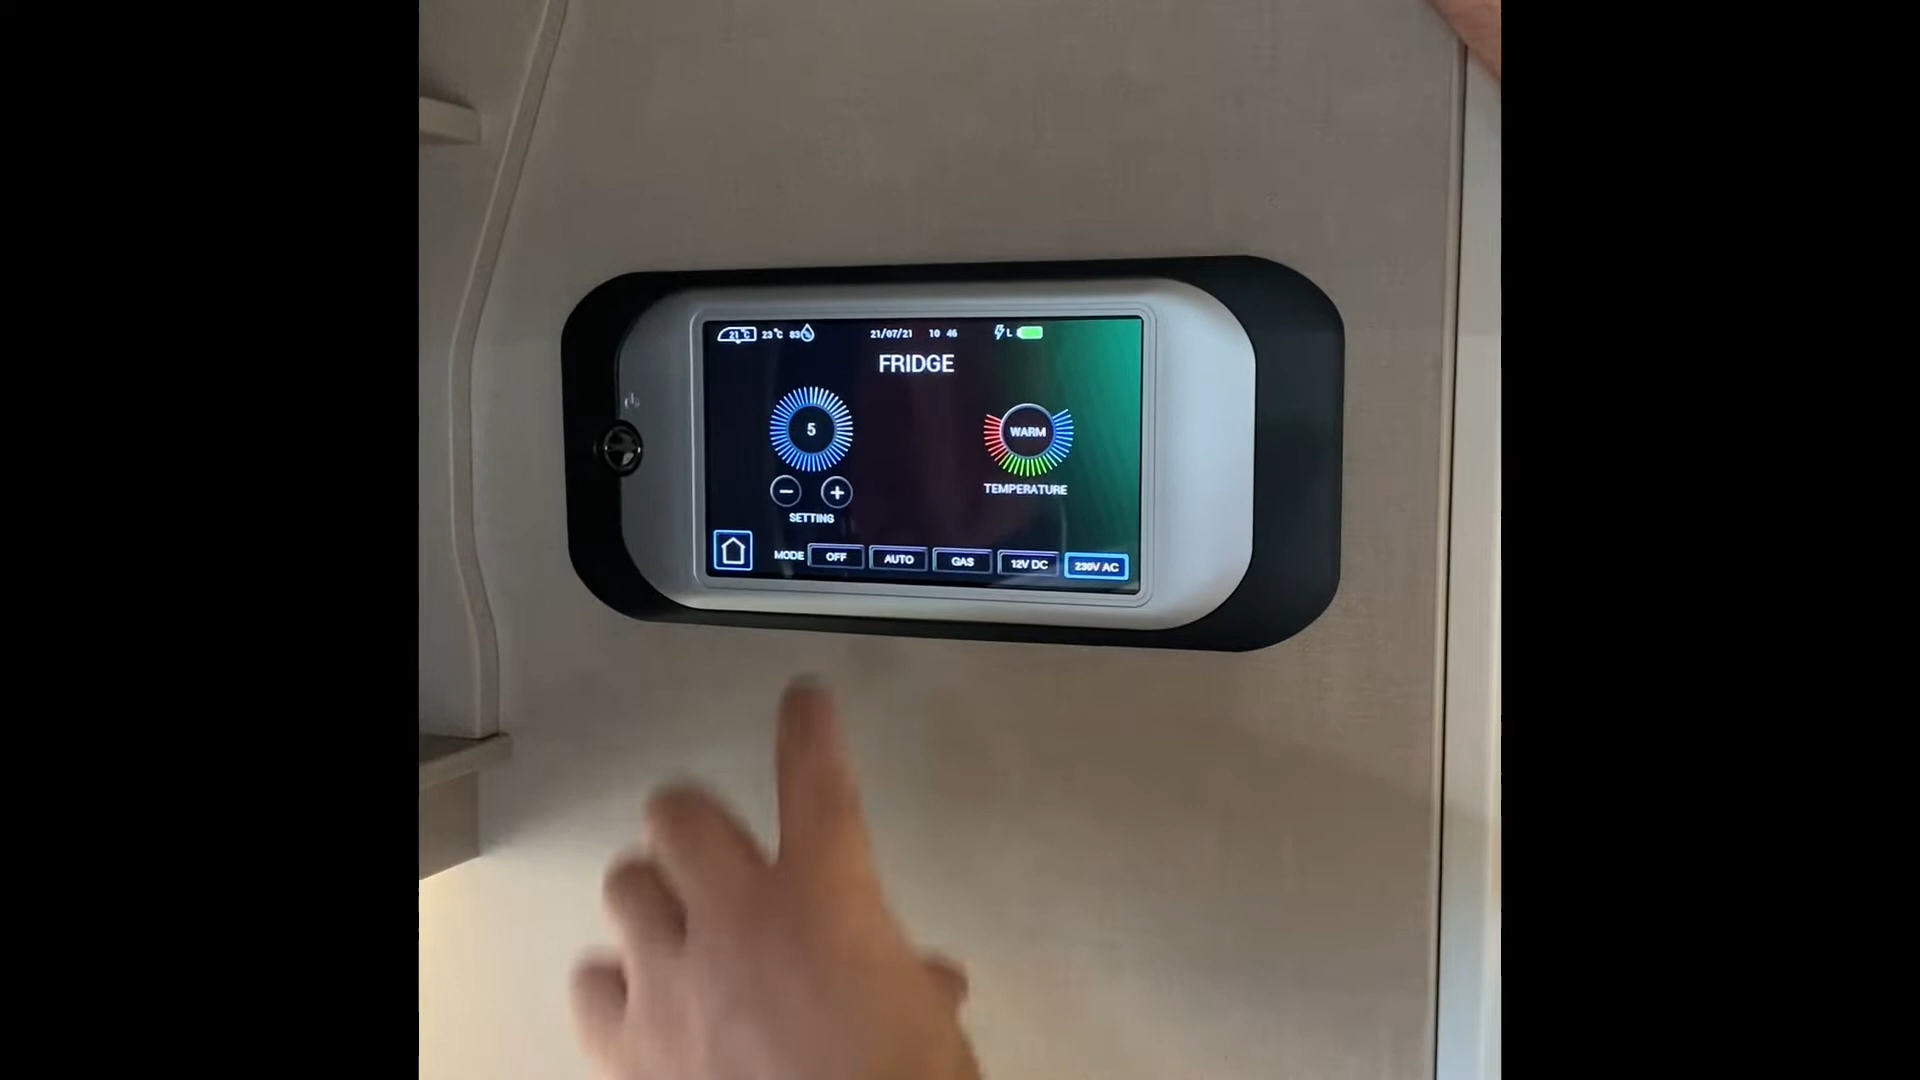 21°C 23°C 83% 21/07/21 10 46 L
FRIDGE
5 WARM
TEMPERATURE
SETTING
MODE OFF AUTO GAS 12V DC 230V AC